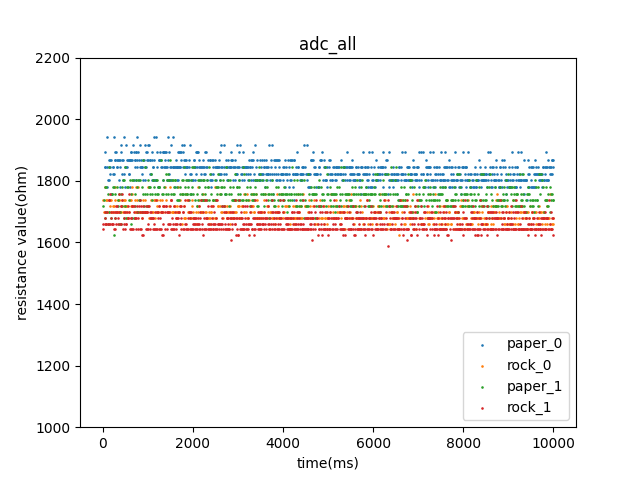 adc_all
resistance value(ohm)
2200
2000
1800
1600
1400
1200
1000
0
2000
4000
6000
8000
10000
time(ms)
paper_0
rock_0
paper_1
rock_1